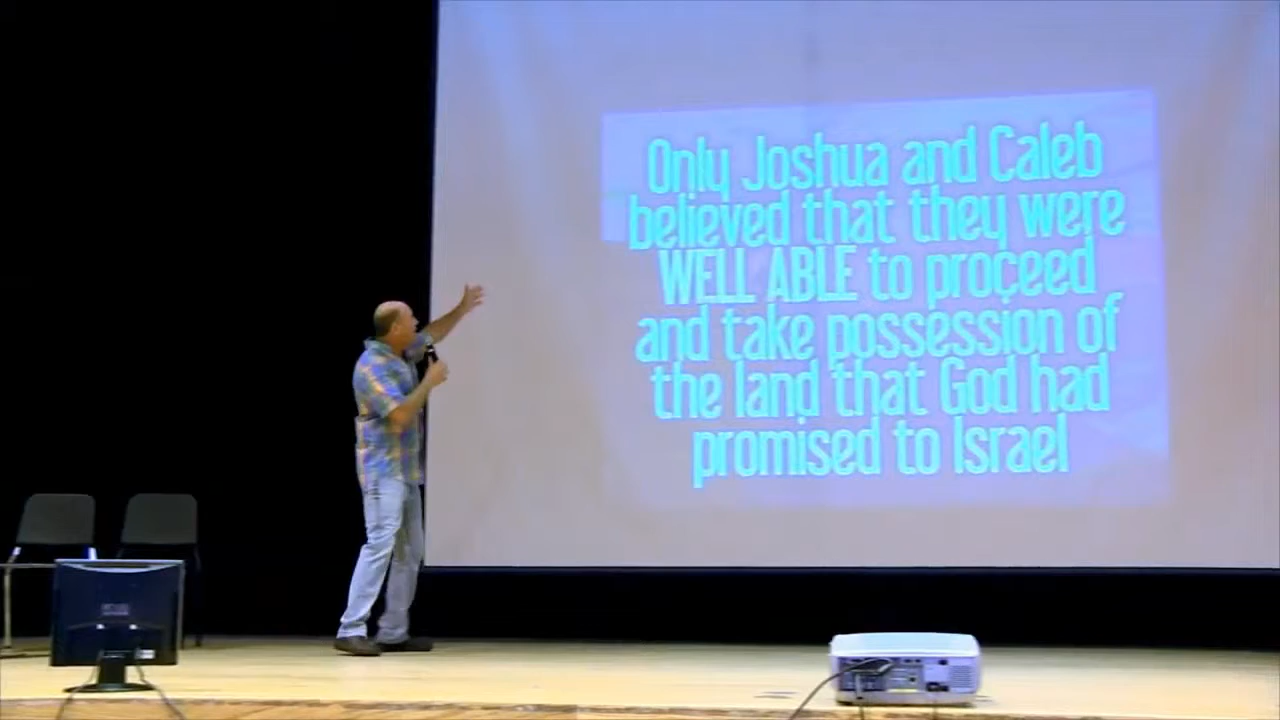 Only Joshua and Caleb
believed that they were
WELL ABLE to proceed
and take possession of
the land that God had
promised to Israel